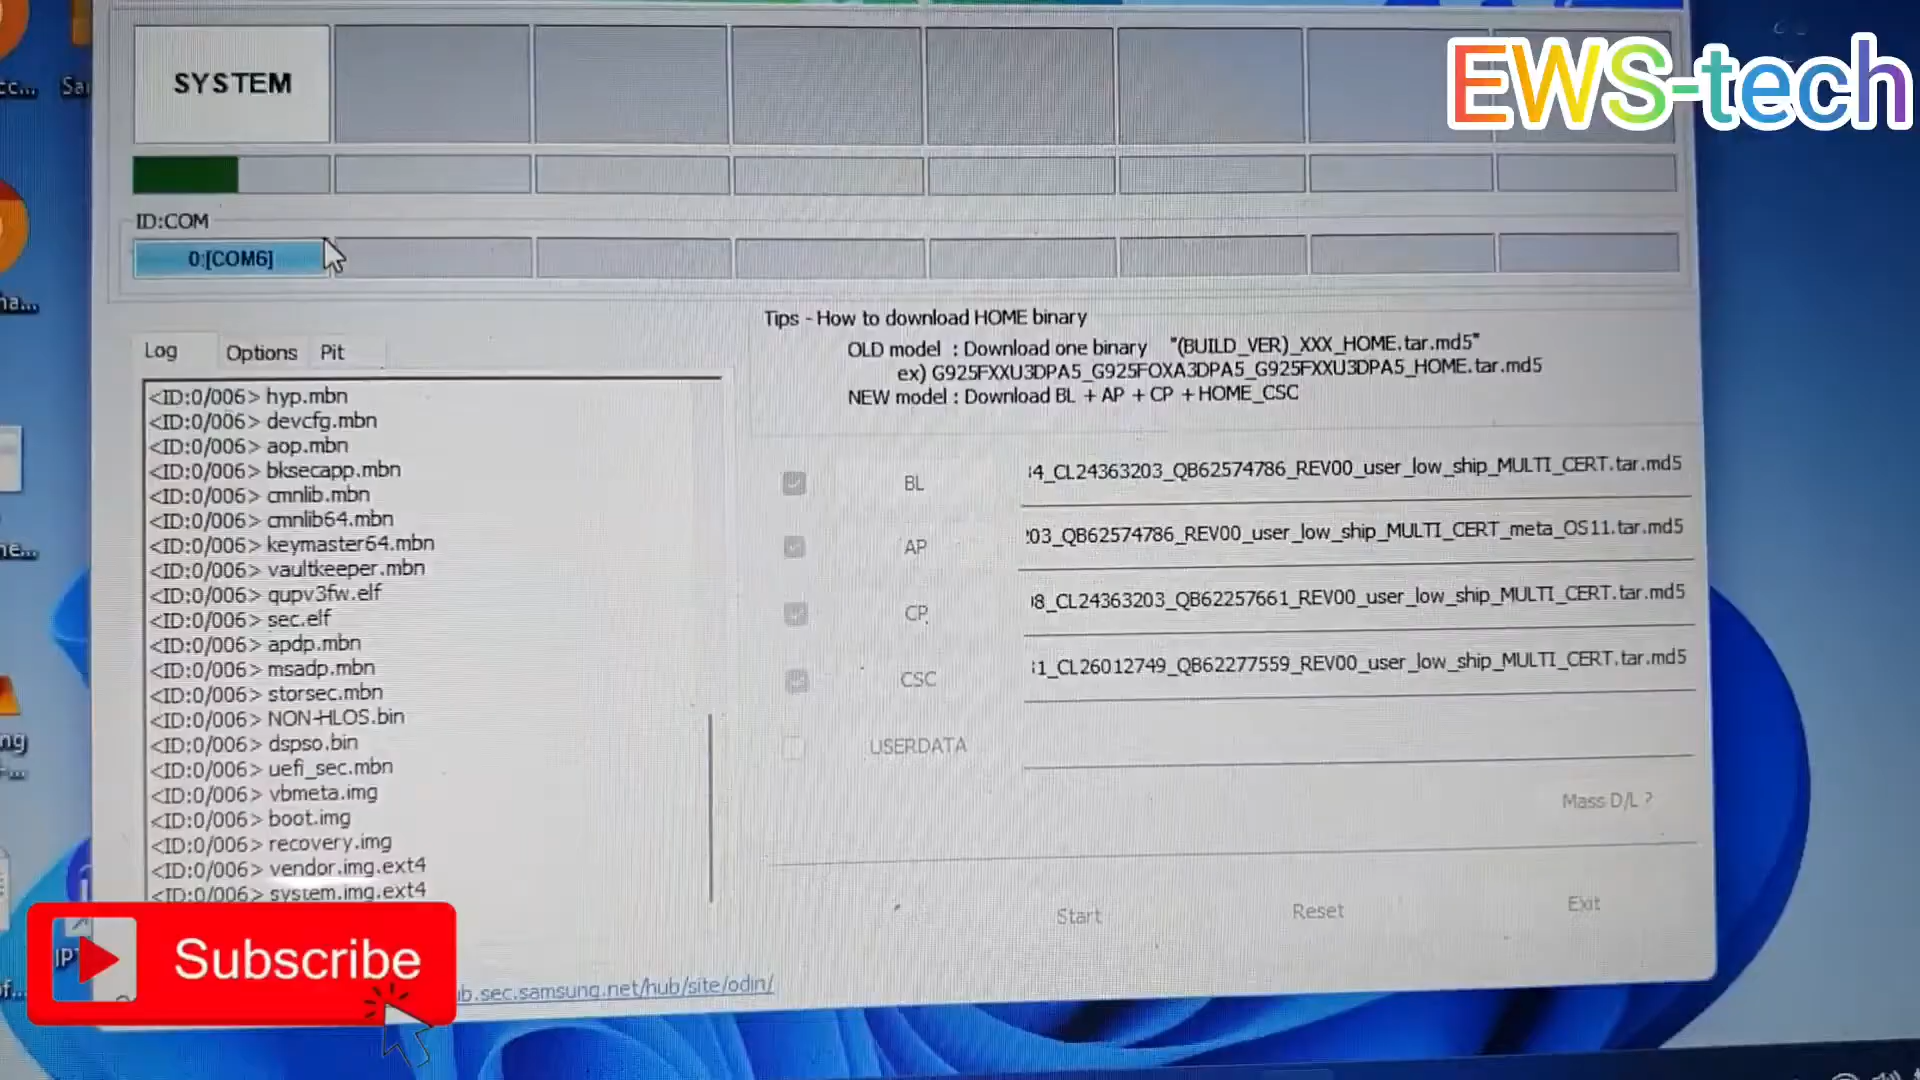 EWS-tech
SYSTEM
ID:COM
0:[COM6]
Log
Options
Pit
<ID:0/006> hyp.mbn
<ID:0/006> devcfg.mbn
<ID:0/006> aop.mbn
<ID:0/006> bksecapp.mbn
<ID:0/006> cmnlib.mbn
<ID:0/006> cmnlib64.mbn
<ID:0/006> keymaster64.mbn
<ID:0/006> vaultkeeper.mbn
<ID:0/006> qupv3fw.elf
<ID:0/006> sec.elf
<ID:0/006> apdp.mbn
<ID:0/006> msadp.mbn
<ID:0/006> storsec.mbn
<ID:0/006> NON-HLOS.bin
<ID:0/006> dspso.bin
<ID:0/006> uefi_sec.mbn
<ID:0/006> vbmeta.img
<ID:0/006> boot.img
<ID:0/006> recovery.img
<ID:0/006> vendor.img.ext4
<ID:0/006> system.img.ext4
Tips - How to download HOME binary
OLD model : Download one binary "(BUILD_VER)_XXX_HOME.tar.md5"
ex) G925FXXU3DPA5_G925FOXA3DPA5_G925FXXU3DPA5_HOME.tar.md5
NEW model : Download BL + AP + CP + HOME_CSC
BL
4_CL24363203_QB62574786_REV00_user_low_ship_MULTI_CERT.tar.md5
AP
03_QB62574786_REV00_user_low_ship_MULTI_CERT_meta_OS11.tar.md5
CP
8_CL24363203_QB62257661_REV00_user_low_ship_MULTI_CERT.tar.md5
CSC
1_CL26012749_QB62277559_REV00_user_low_ship_MULTI_CERT.tar.md5
USERDATA
Mass D/L ?
Start
Reset
Exit
Subscribe
b.sec.samsung.net/hub/site/odin/